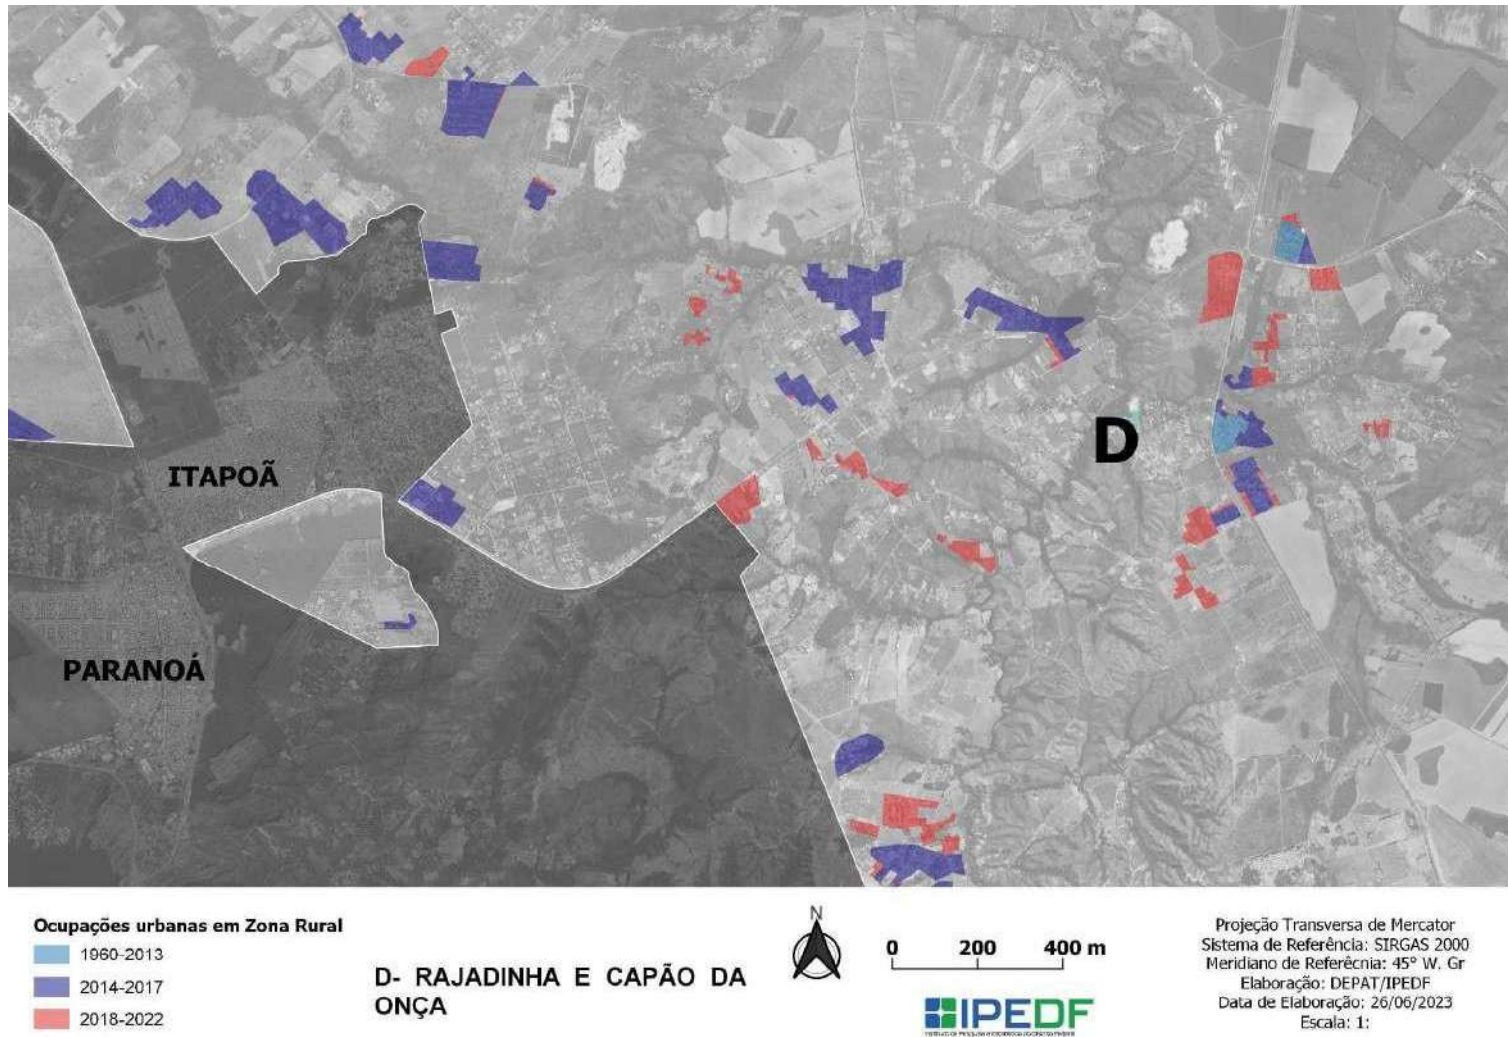 ITAPOÃ
D
PARANOÁ
Ocupações urbanas em Zona Rural
1960-2013
2014-2017
2018-2022
D- RAJADINHA E CAPÃO DA
ONÇA
N
0 200 400 m
IPEDF
Projeção Transversa de Mercator
Sistema de Referência: SIRGAS 2000
Meridiano de Referêcnia: 45° W. Gr
Elaboração: DEPAT/IPEDF
Data de Elaboração: 26/06/2023
Escala: 1: